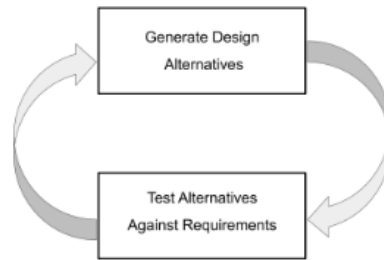 Generate Design
Alternatives
Test Alternatives
Against Requirements